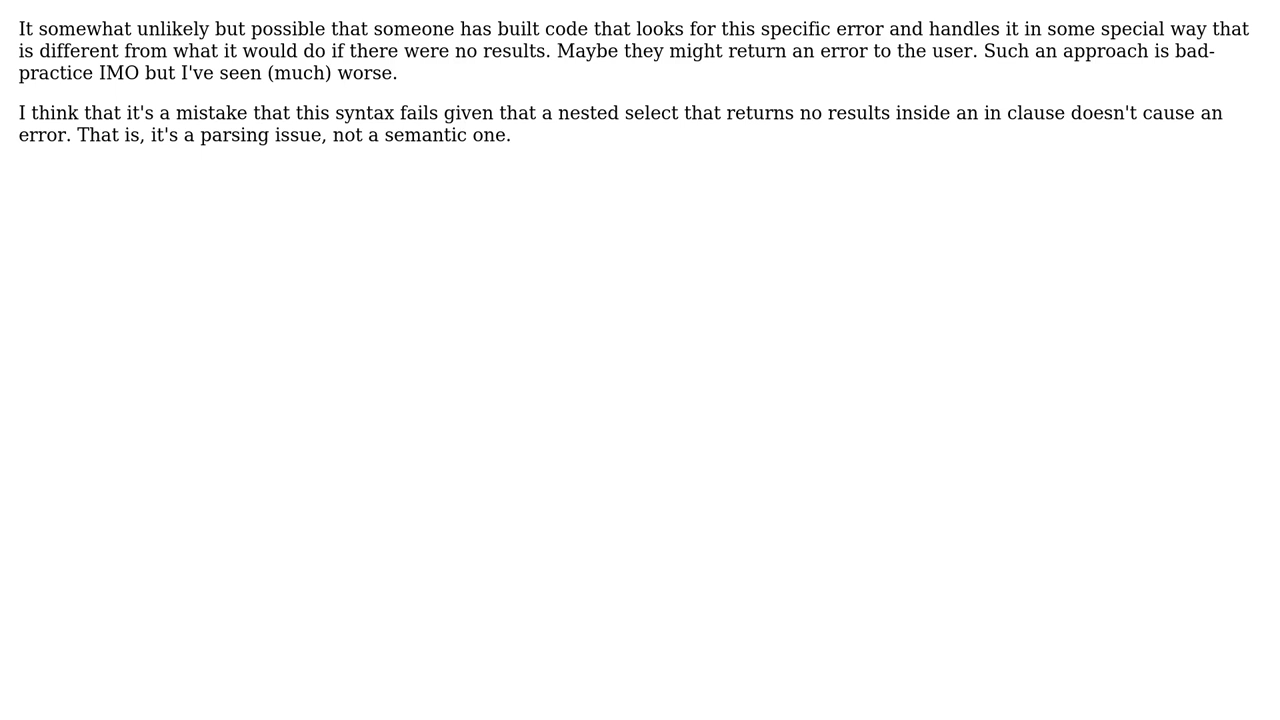 It somewhat unlikely but possible that someone has built code that looks for this specific error and handles it in some special way that
is different from what it would do if there were no results. Maybe they might return an error to the user. Such an approach is bad-
practice IMO but I've seen (much) worse.
I think that it's a mistake that this syntax fails given that a nested select that returns no results inside an in clause doesn't cause an
error. That is, it's a parsing issue, not a semantic one.